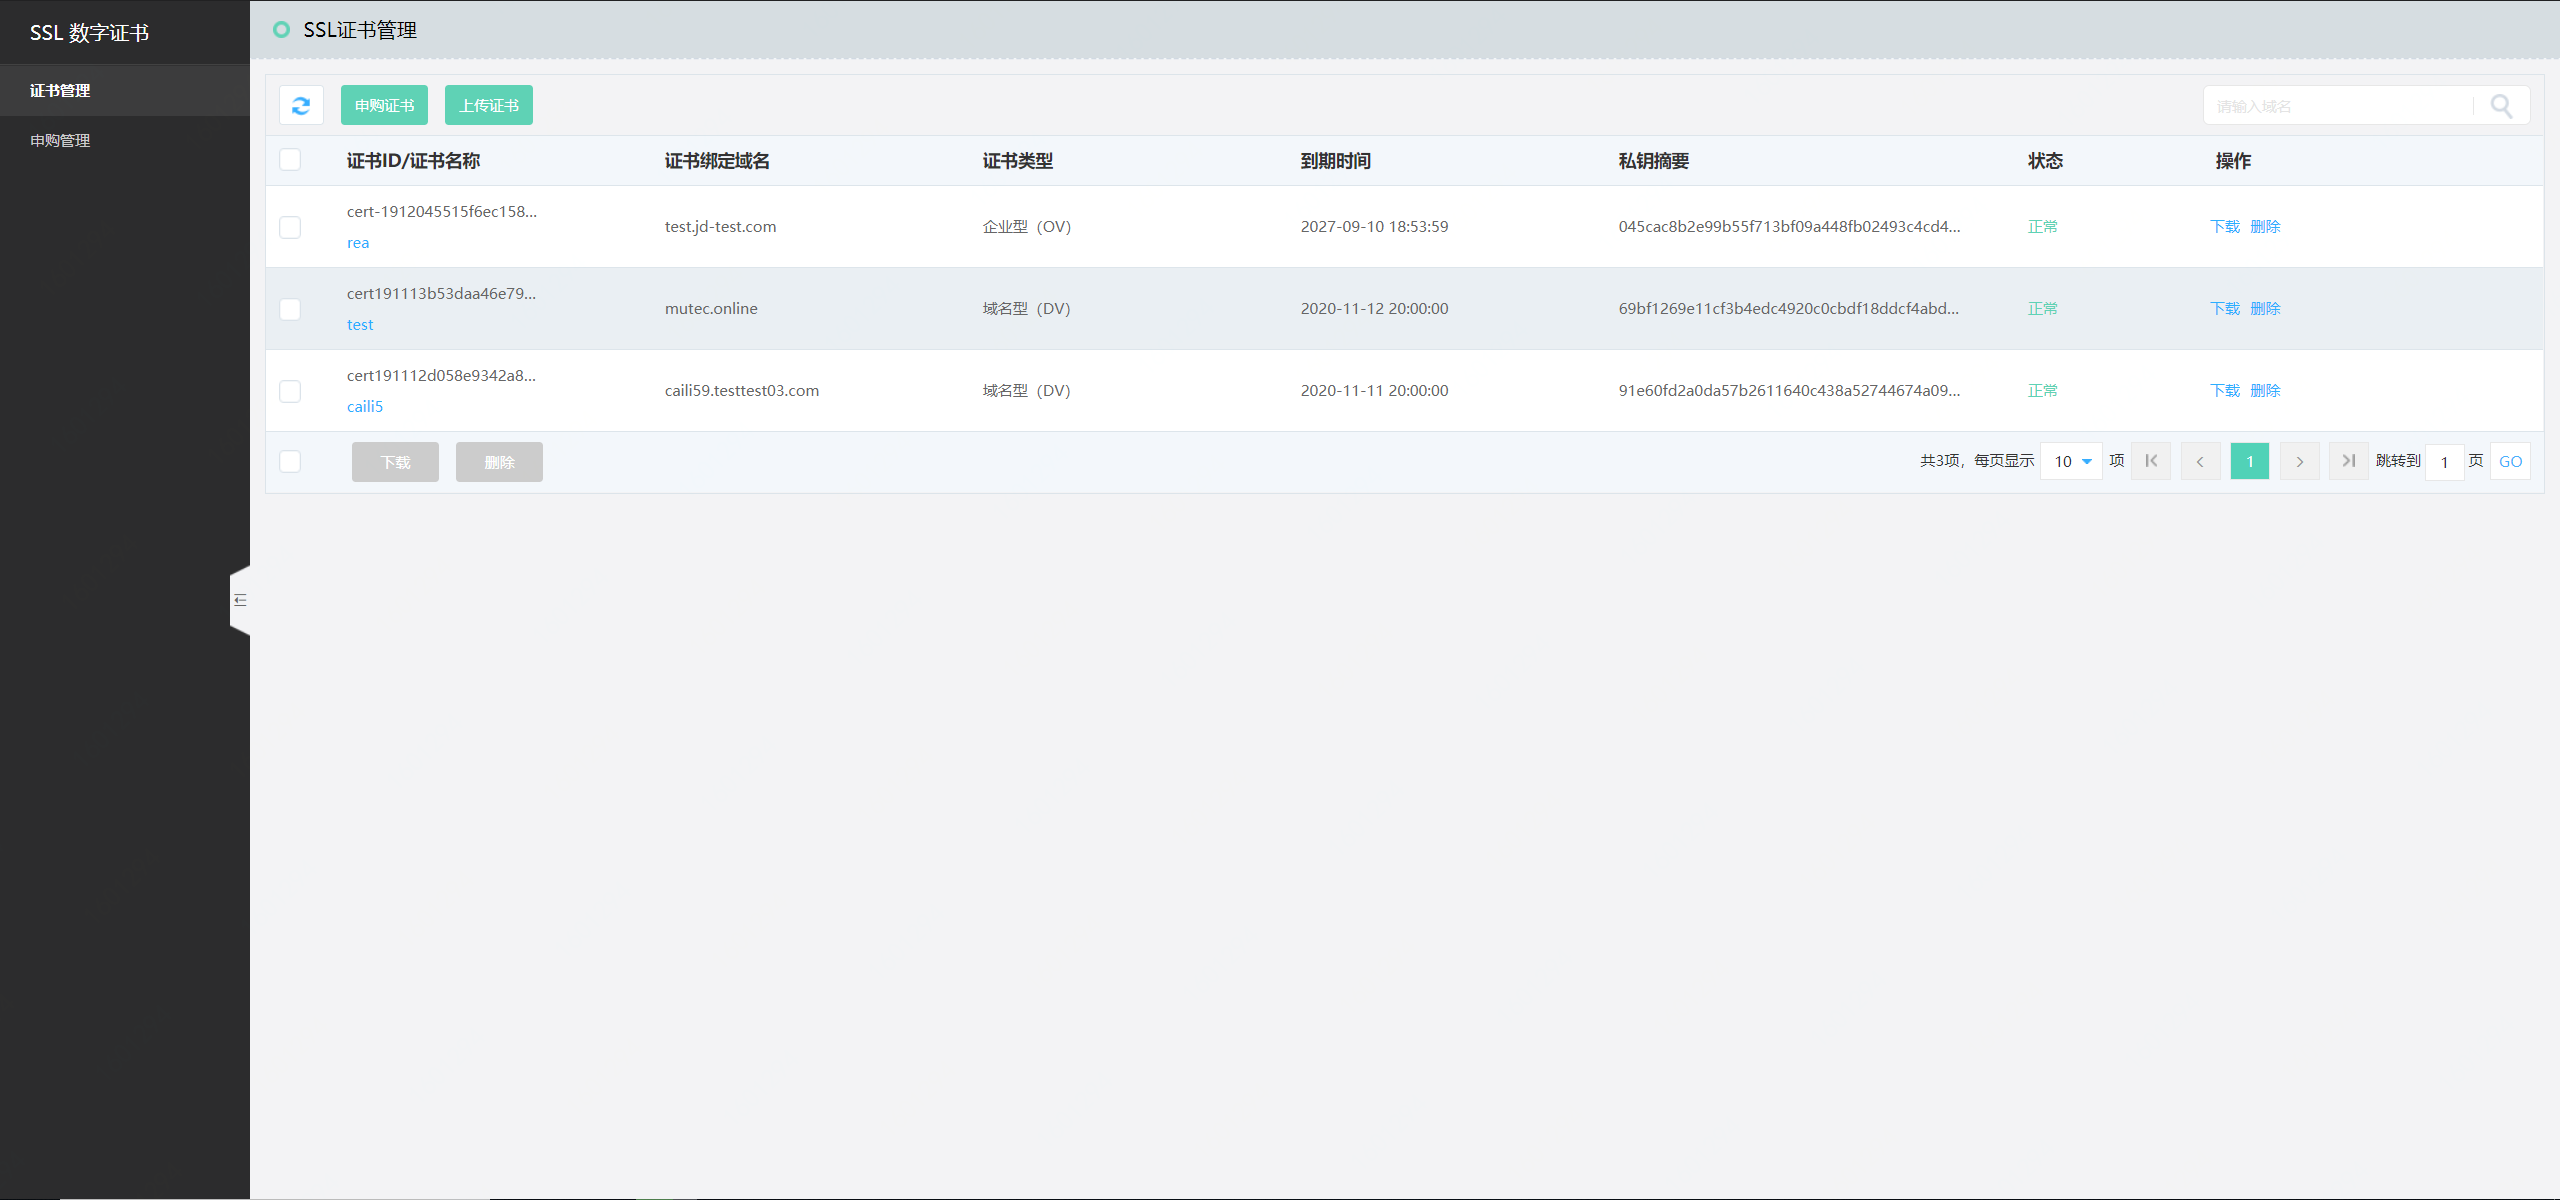 SSL 数字证书
证书管理
申购管理
SSL证书管理
申购证书 上传证书 请输入域名
证书ID/证书名称 证书绑定域名 证书类型 到期时间 私钥摘要 状态 操作
cert-1912045515f6ec158...
rea
test.jd-test.com 企业型（OV） 2027-09-10 18:53:59 045cac8b2e99b55f713bf09a448fb02493c4cd4... 正常 下载 删除
cert191113b53daa46e79...
test
mutec.online 域名型（DV） 2020-11-12 20:00:00 69bf1269e11cf3b4edc4920c0cbdf18ddcf4abd... 正常 下载 删除
cert191112d058e9342a8...
caili5
caili59.testtest03.com 域名型（DV） 2020-11-11 20:00:00 91e60fd2a0da57b2611640c438a52744674a09... 正常 下载 删除
下载 删除 共3项，每页显示 10 项 1 跳转到 1 页 GO